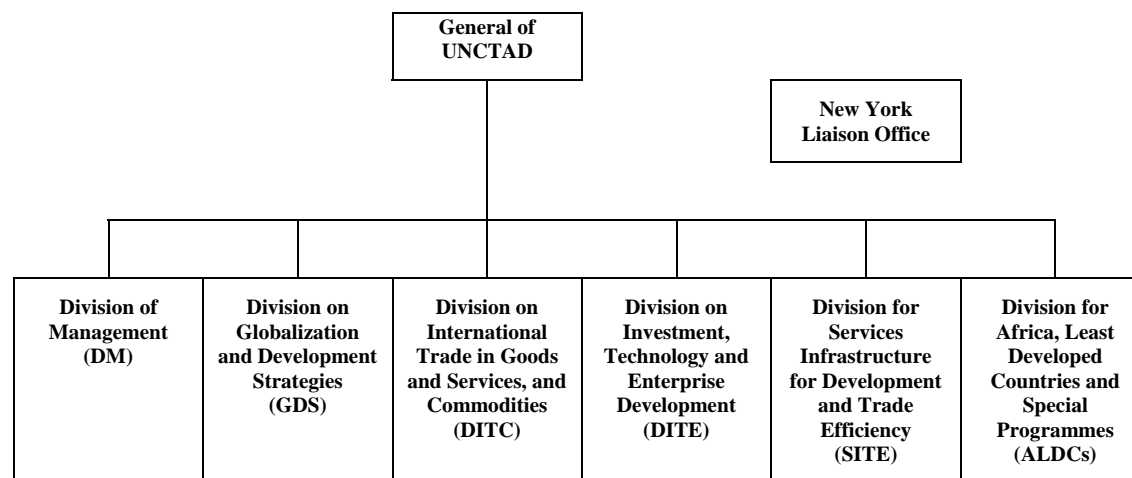 General of
UNCTAD
New York
Liaison Office
Division of
Management
(DM)
Division on
Globalization
and Development
Strategies
(GDS)
Division on
International
Trade in Goods
and Services, and
Commodities
(DITC)
Division on
Investment,
Technology and
Enterprise
Development
(DITE)
Division for
Services
Infrastructure
for Development
and Trade
Efficiency
(SITE)
Division for
Africa, Least
Developed
Countries and
Special
Programmes
(ALDCs)